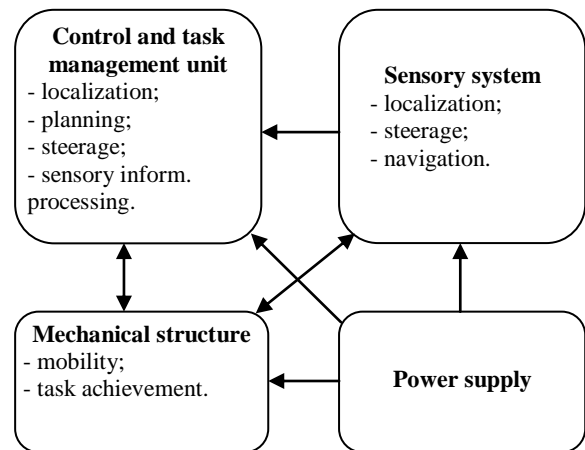 Control and task
management unit
- localization;
- planning;
- steerage;
- sensory inform.
processing.
Sensory system
- localization;
- steerage;
- navigation.
Mechanical structure
- mobility;
- task achievement.
Power supply